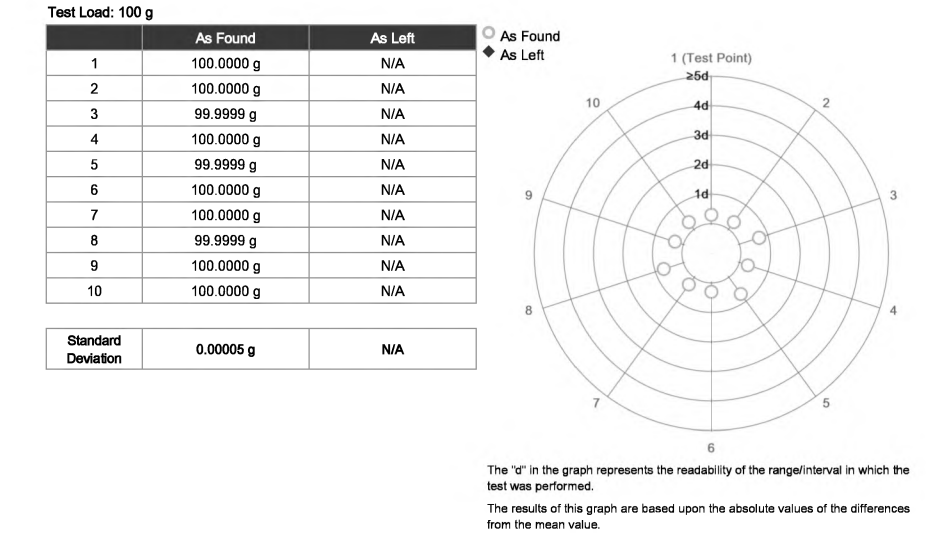 Test Load: 100 g
As Found As Left
1 100.0000 g N/A
2 100.0000 g N/A
3 99.9999 g N/A
4 100.0000 g N/A
5 99.9999 g N/A
6 100.0000 g N/A
7 100.0000 g N/A
8 99.9999 g N/A
9 100.0000 g N/A
10 100.0000 g N/A
Standard
Deviation 0.00005 g N/A
As Found
As Left
1 (Test Point)
≥5d
4d
3d
2d
1d
2
3
4
5
6
7
8
9
10
The "d" in the graph represents the readability of the range/interval in which the
test was performed.
The results of this graph are based upon the absolute values of the differences
from the mean value.